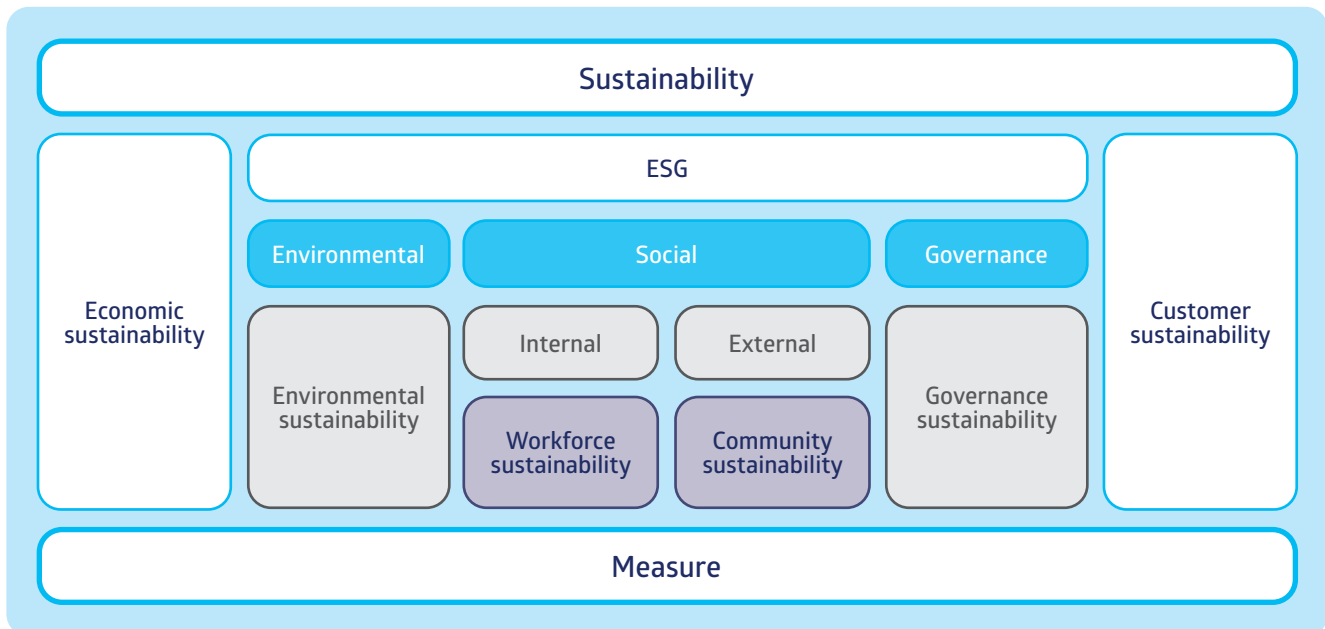 Sustainability
ESG
Environmental
Social
Governance
Economic
sustainability
Customer
sustainability
Internal
External
Environmental
sustainability
Governance
sustainability
Workforce
sustainability
Community
sustainability
Measure